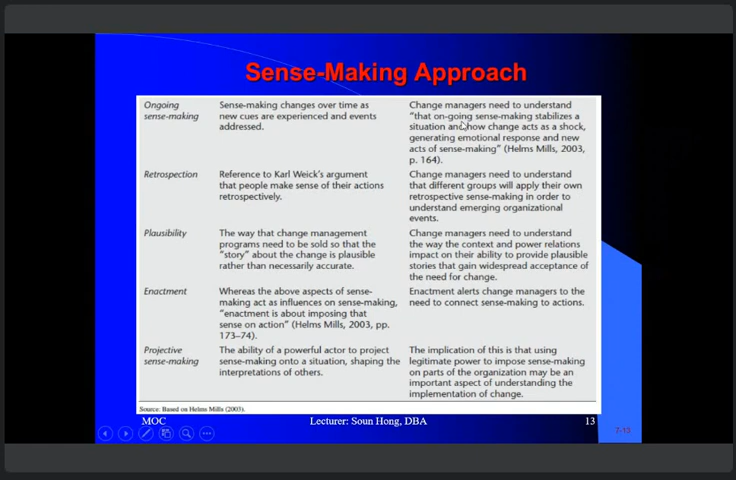 Sense-Making Approach
Ongoing
sense-making
Sense-making changes over time as
new cues are experienced and events
addressed.
Change managers need to understand
"that on-going sense-making stabilizes a
situation and how change acts as a shock,
generating emotional response and new
acts of sense-making" (Helms Mills, 2003,
p. 164).
Retrospection
Reference to Karl Weick's argument
that people make sense of their actions
retrospectively.
Change managers need to understand
that different groups will apply their own
retrospective sense-making in order to
understand emerging organizational
events.
Plausibility
The way that change management
programs need to be sold so that the
"story" about the change is plausible
rather than necessarily accurate.
Change managers need to understand
the way the context and power relations
impact on their ability to provide plausible
stories that gain widespread acceptance of
the need for change.
Enactment
Whereas the above aspects of sense-
making act as influences on sense-making,
"enactment is about imposing that
sense on action" (Helms Mills, 2003, pp.
173–74).
Enactment alerts change managers to the
need to connect sense-making to actions.
Projective
sense-making
The ability of a powerful actor to project
sense-making onto a situation, shaping the
interpretations of others.
The implication of this is that using
legitimate power to impose sense-making
on parts of the organization may be an
important aspect of understanding the
implementation of change.
Source: Based on Helms Mills (2003).
MOC
Lecturer: Soun Hong, DBA
13
7-13